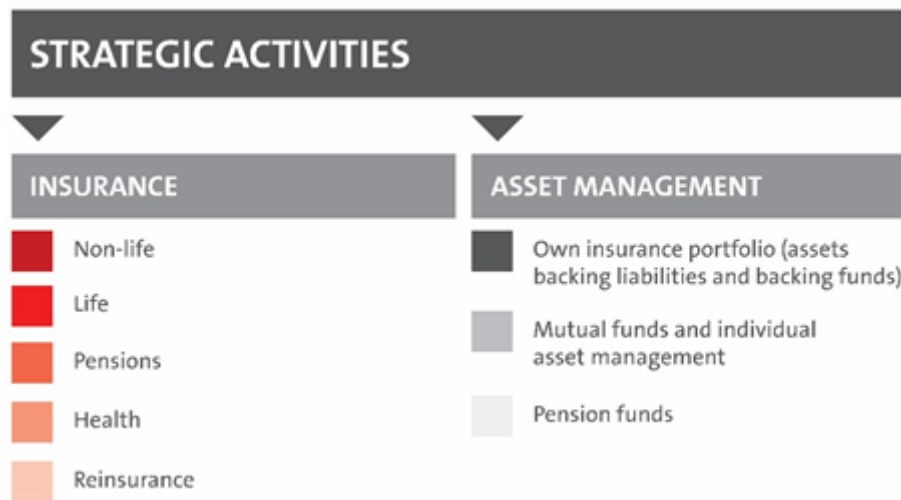 STRATEGIC ACTIVITIES
INSURANCE
Non-life
Life
Pensions
Health
Reinsurance
ASSET MANAGEMENT
Own insurance portfolio (assets
backing liabilities and backing funds)
Mutual funds and individual
asset management
Pension funds